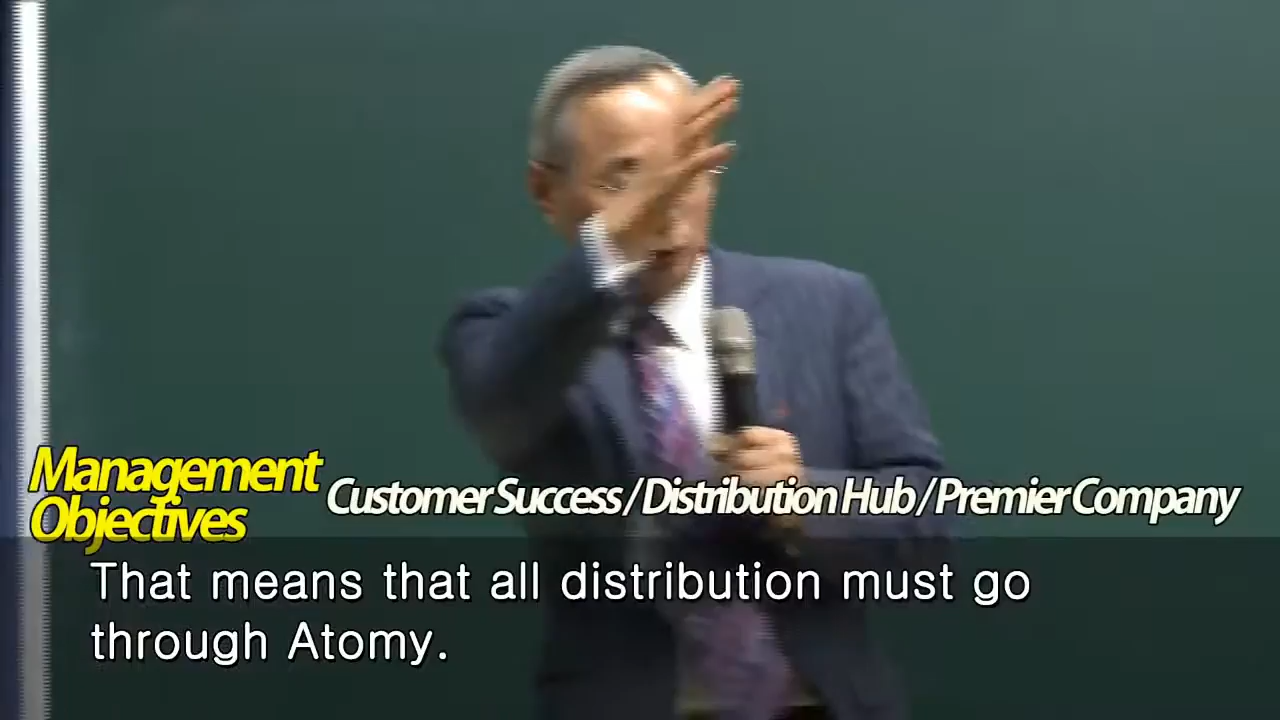 Management
Objectives
Customer Success / Distribution Hub / Premier Company
That means that all distribution must go
through Atomy.